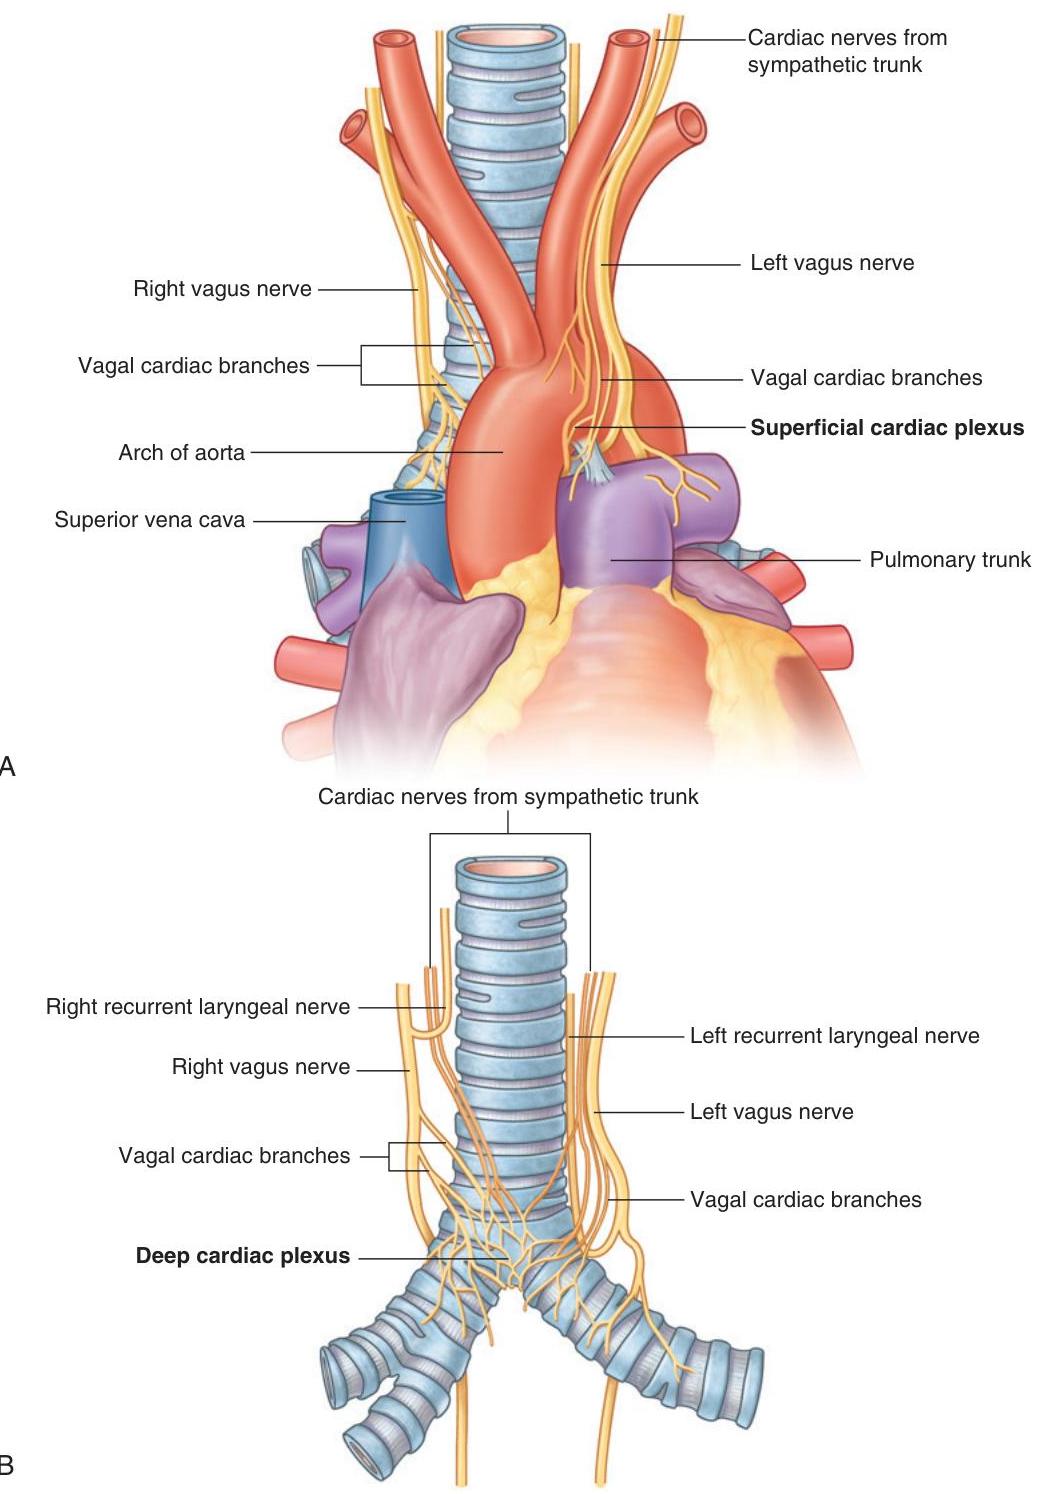 Cardiac nerves from
sympathetic trunk
Left vagus nerve
Right vagus nerve
Vagal cardiac branches
Vagal cardiac branches
Superficial cardiac plexus
Arch of aorta
Superior vena cava
Pulmonary trunk
A
Cardiac nerves from sympathetic trunk
Right recurrent laryngeal nerve
Left recurrent laryngeal nerve
Right vagus nerve
Left vagus nerve
Vagal cardiac branches
Vagal cardiac branches
Deep cardiac plexus
B